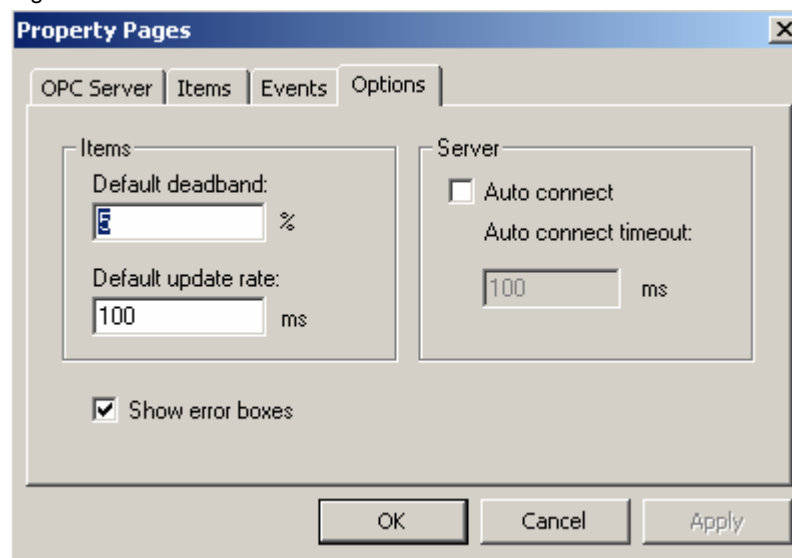 Property Pages
OPC Server Items Events Options
Items
Default deadband:
5 %
Default update rate:
100 ms
Server
Auto connect
Auto connect timeout:
100 ms
Show error boxes
OK Cancel Apply